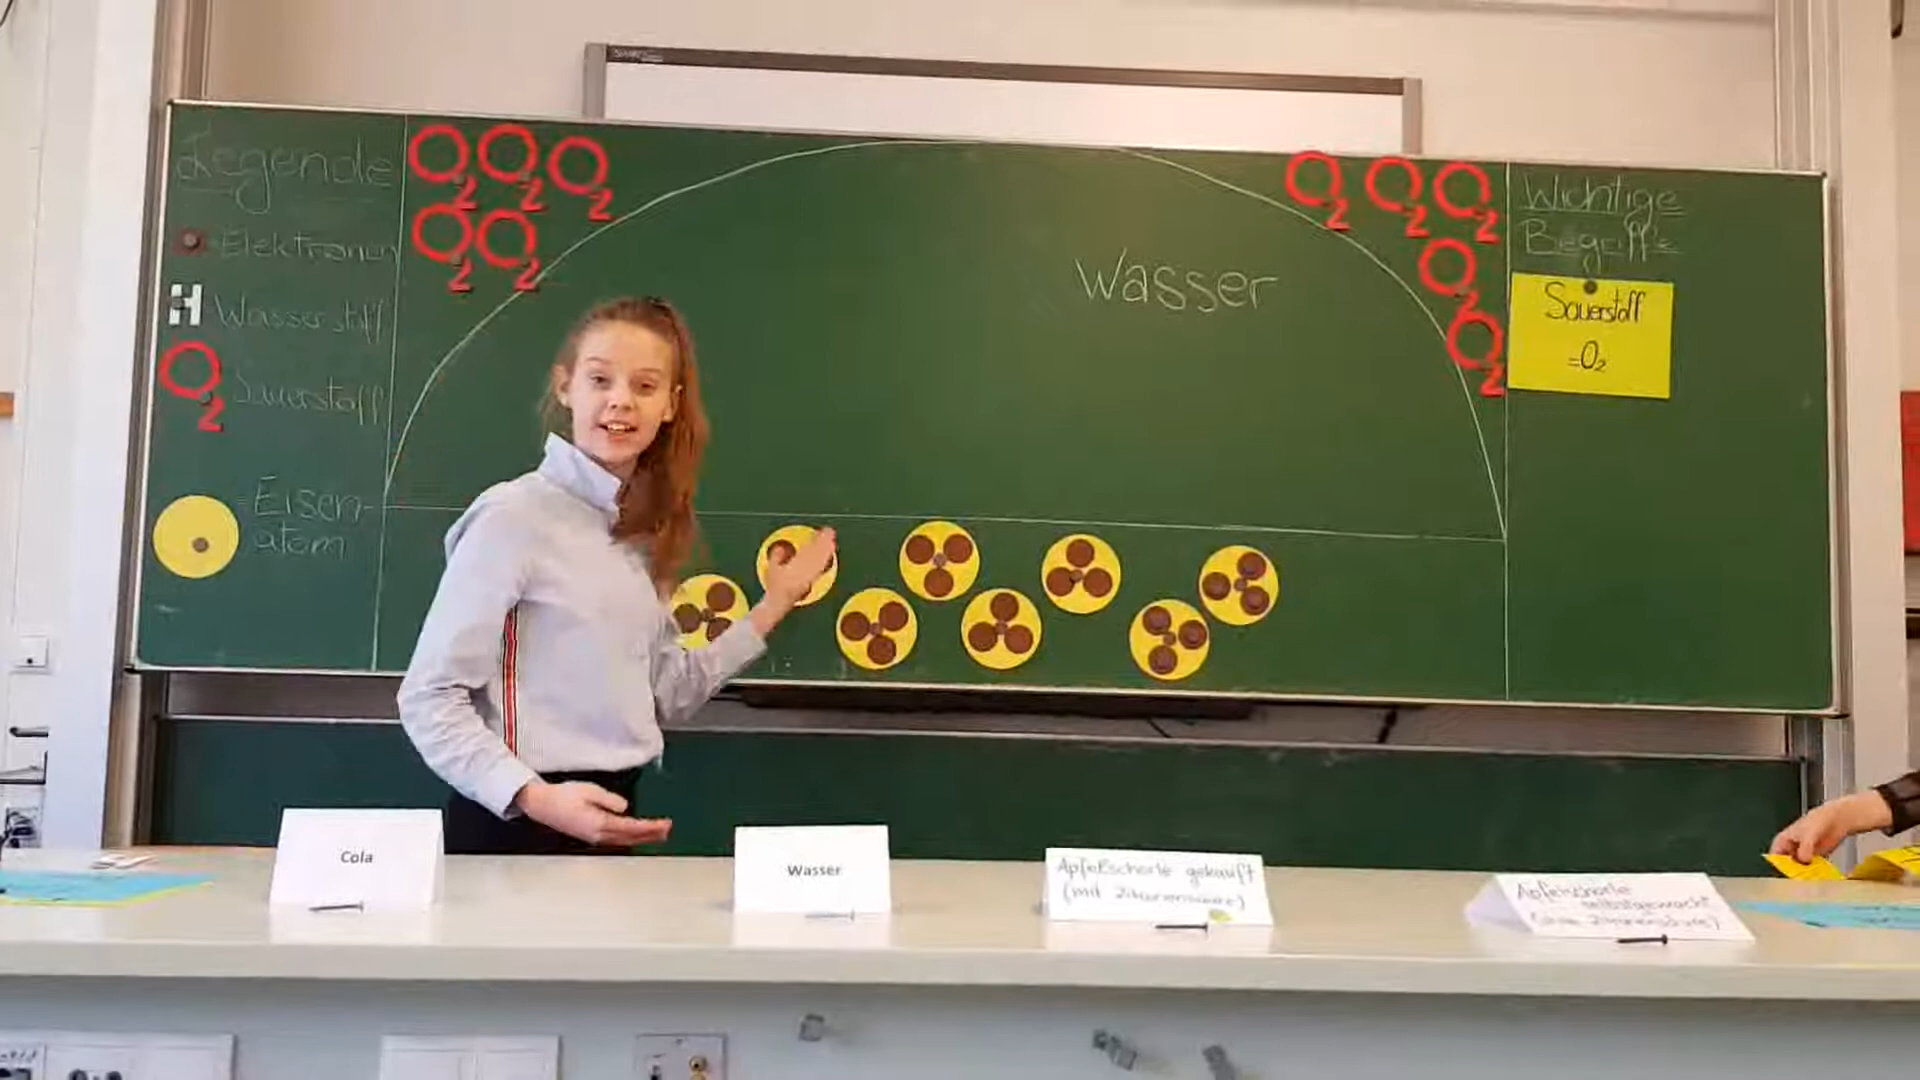 Legende
Elektronen
H Wasserstoff
O2 Sauerstoff
Eisen-
atom
O2 O2 O2
O2 O2
Wasser
O2 O2 O2
O2
O2
Wichtige
Begriffe
Sauerstoff
=O2
Cola
Wasser
Apfelschorle gekauft
(mit Zitronensäure)
Apfelschorle
selbstgemacht